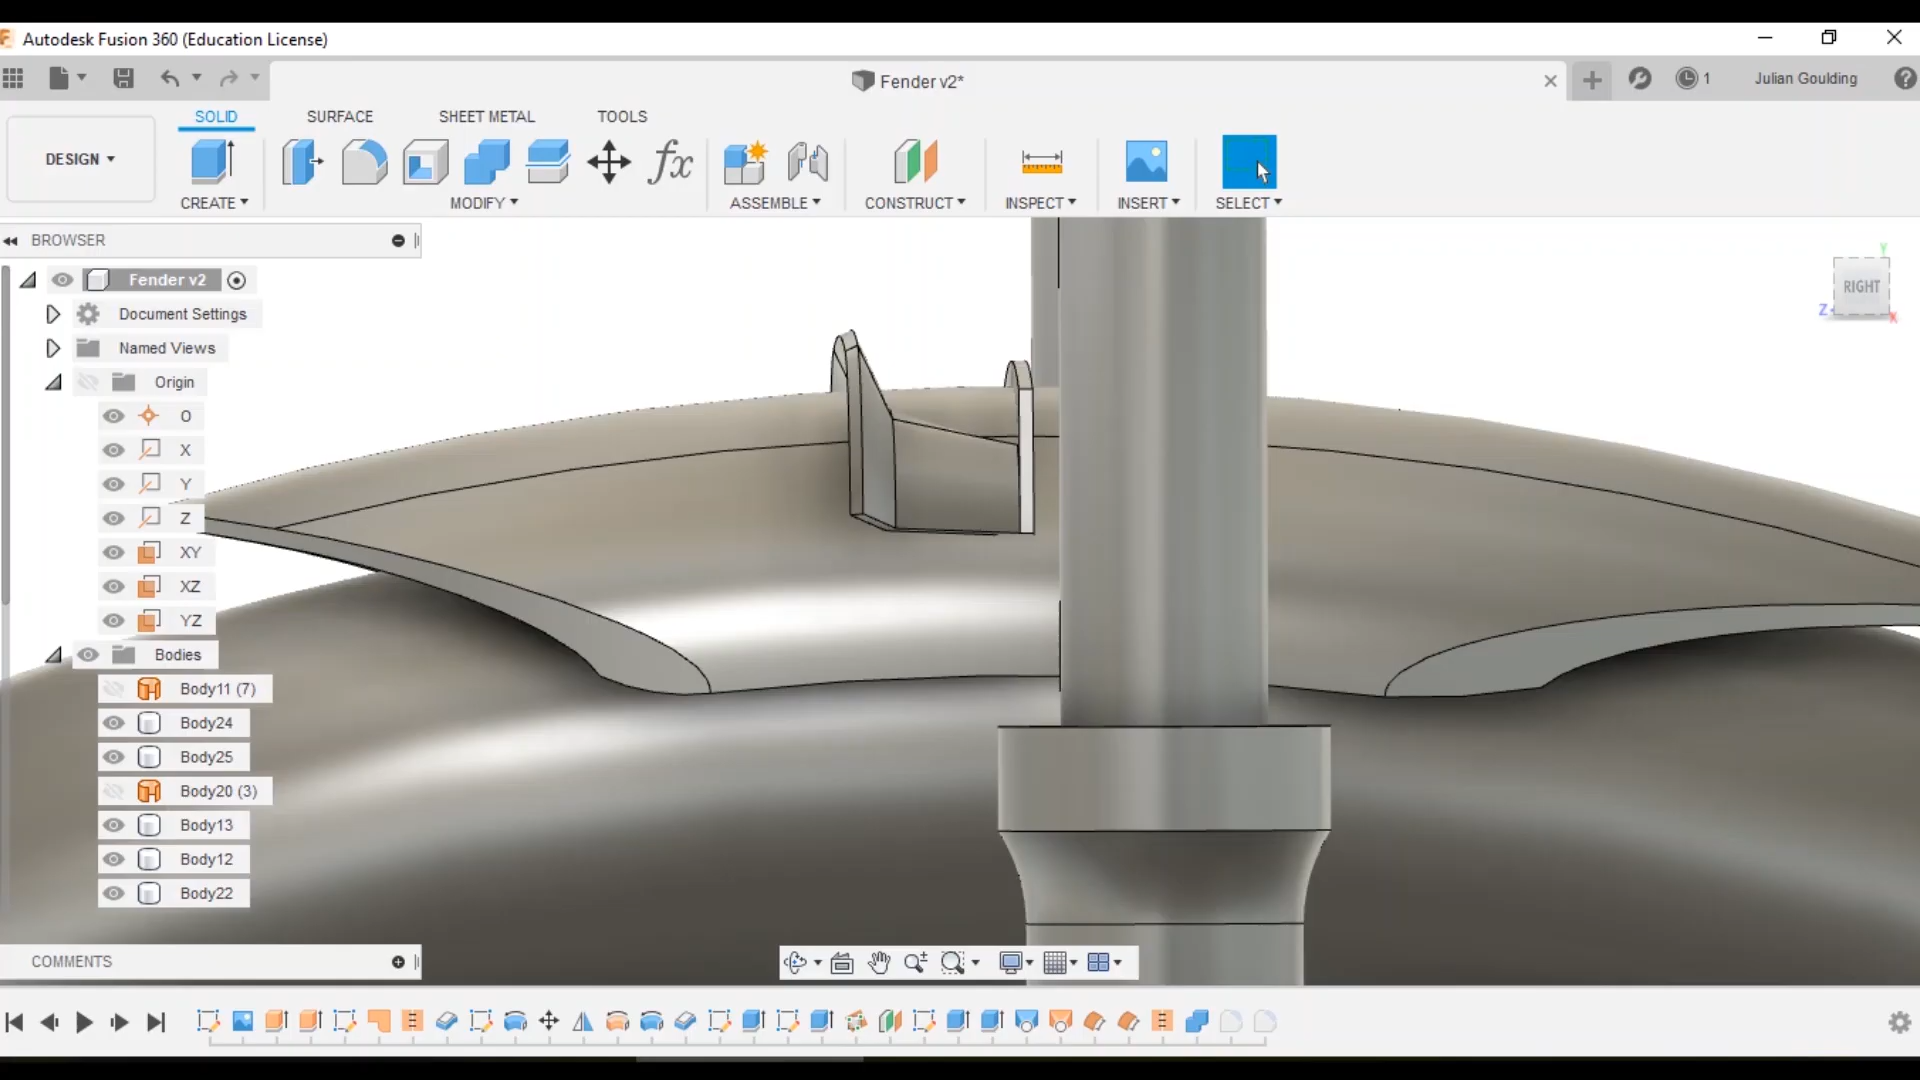 Autodesk Fusion 360 (Education License)
Fender v2*
1
Julian Goulding
DESIGN
SOLID
SURFACE
SHEET METAL
TOOLS
fx
CREATE
MODIFY
ASSEMBLE
CONSTRUCT
INSPECT
INSERT
SELECT
BROWSER
Fender v2
Document Settings
Named Views
Origin
O
X
Y
Z
XY
XZ
YZ
Bodies
Body11 (7)
Body24
Body25
Body20 (3)
Body13
Body12
Body22
Y
RIGHT
Z
X
COMMENTS